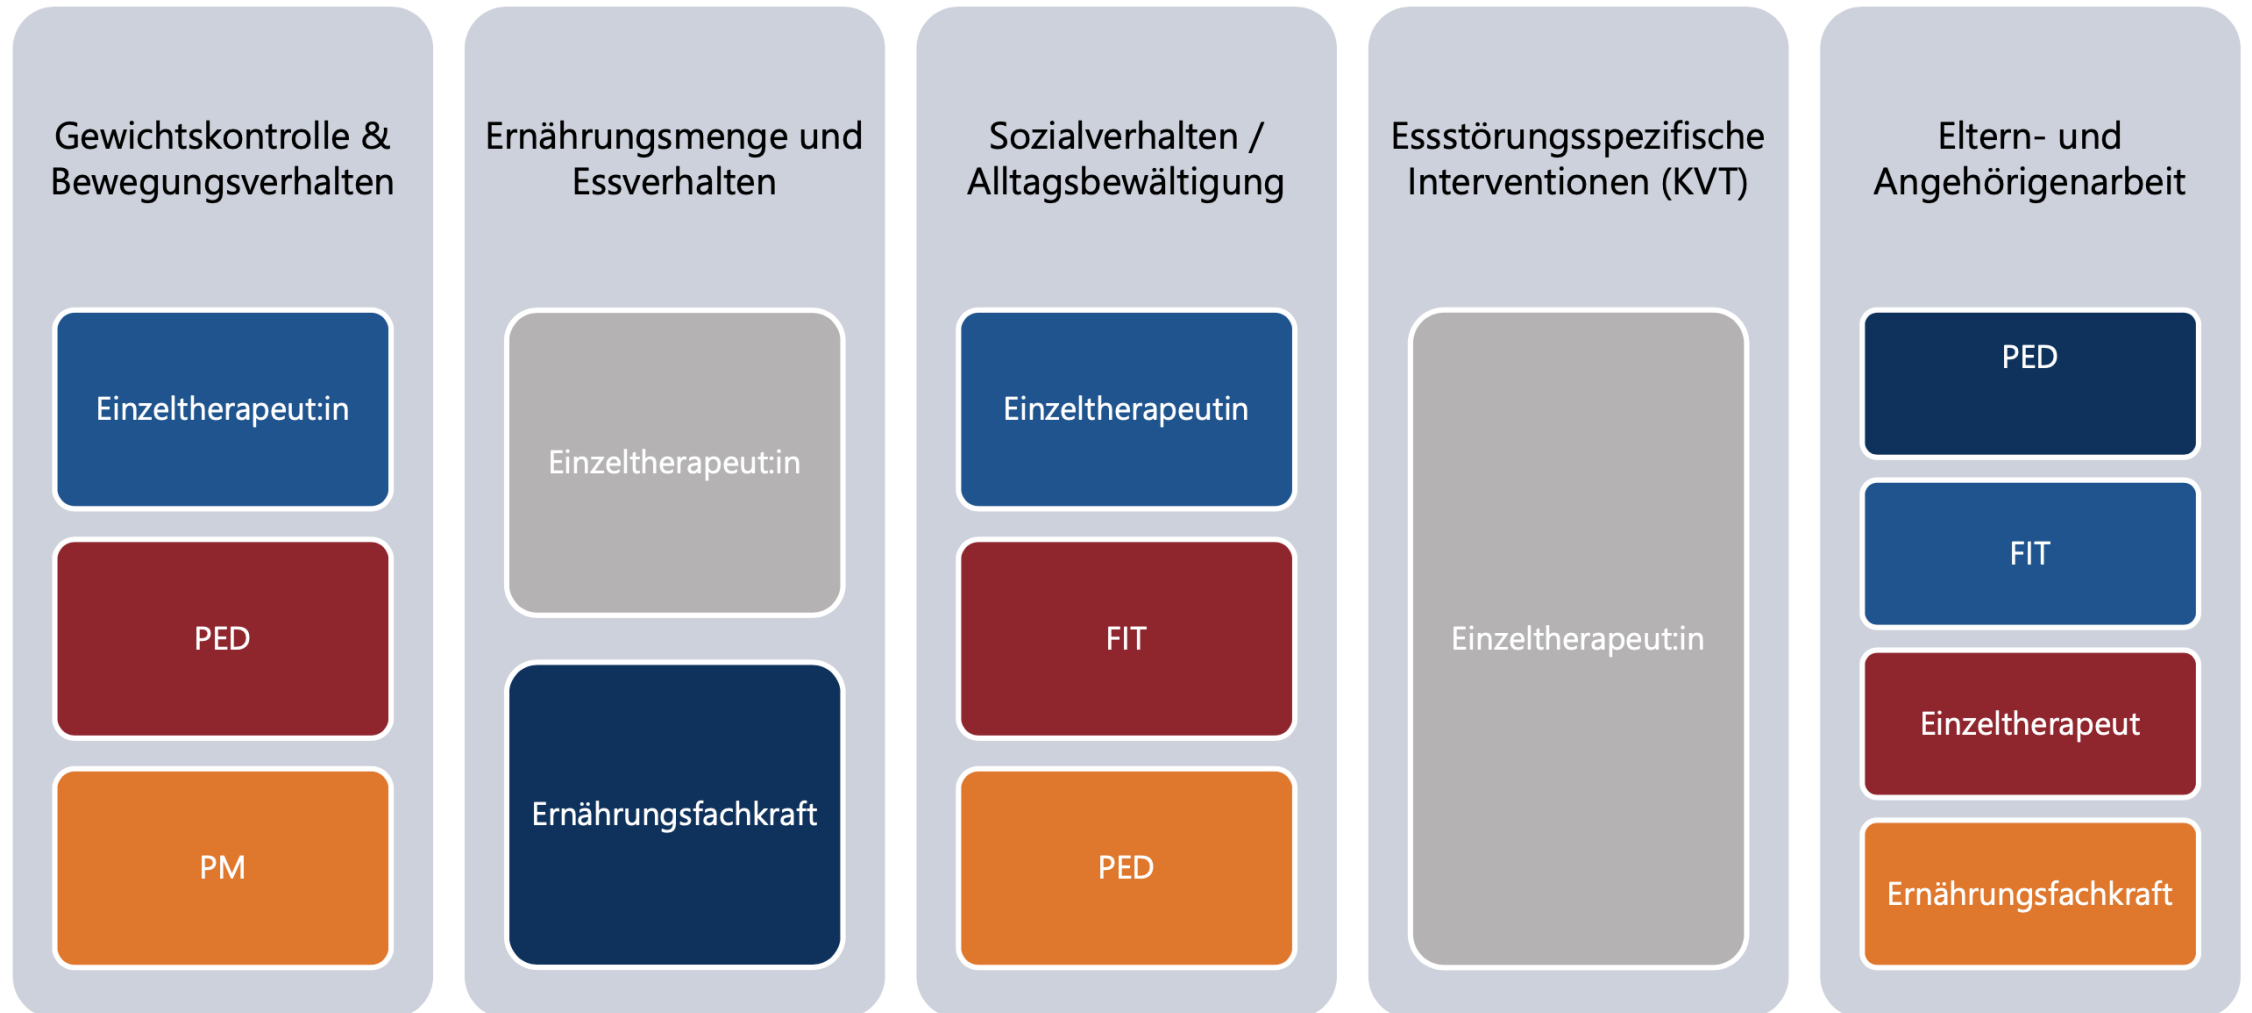 Gewichtskontrolle &
Bewegungsverhalten
Einzeltherapeut:in
PED
PM
Ernährungsmenge und
Essverhalten
Einzeltherapeut:in
Ernährungsfachkraft
Sozialverhalten /
Alltagsbewältigung
Einzeltherapeutin
FIT
PED
Essstörungsspezifische
Interventionen (KVT)
Einzeltherapeut:in
Eltern- und
Angehörigenarbeit
PED
FIT
Einzeltherapeut
Ernährungsfachkraft